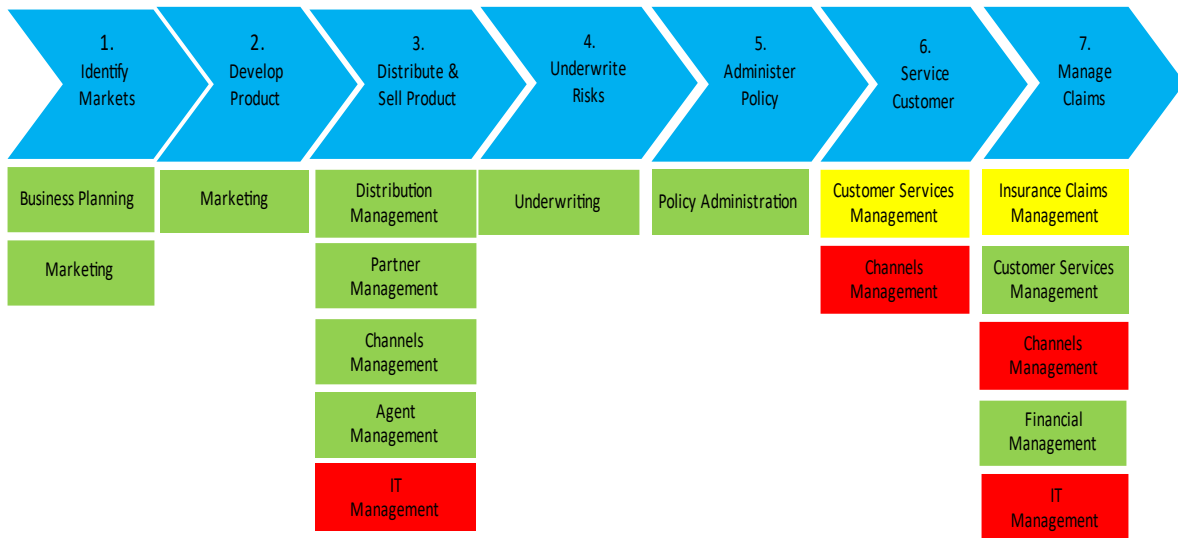 1.
Identify
Markets
2.
Develop
Product
3.
Distribute &
Sell Product
4.
Underwrite
Risks
5.
Administer
Policy
6.
Service
Customer
7.
Manage
Claims
Business Planning
Marketing
Marketing
Distribution
Management
Partner
Management
Channels
Management
Agent
Management
IT
Management
Underwriting
Policy Administration
Customer Services
Management
Channels
Management
Insurance Claims
Management
Customer Services
Management
Channels
Management
Financial
Management
IT
Management